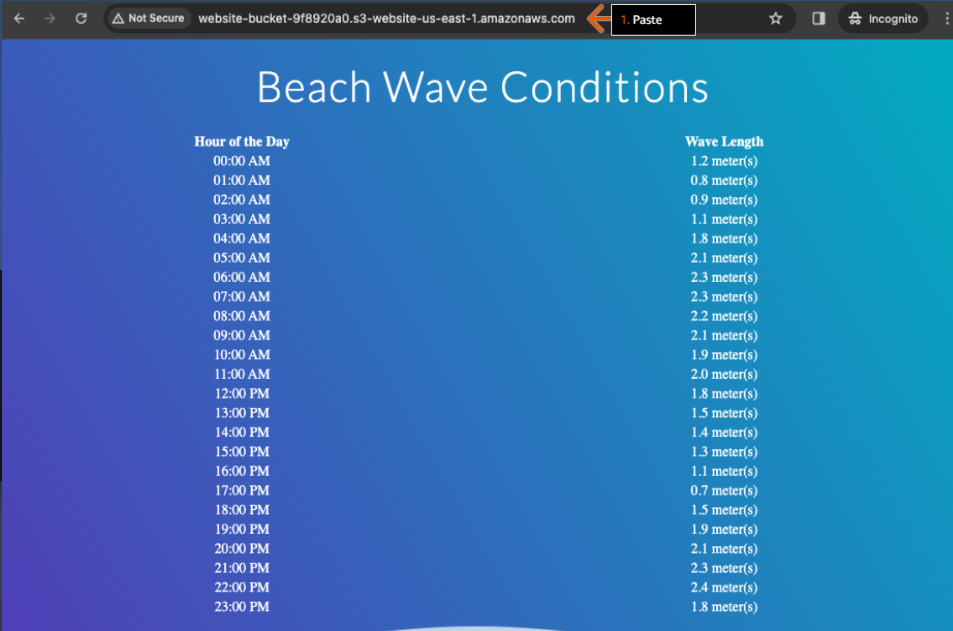 Not Secure website-bucket-9f8920a0.s3-website-us-east-1.amazonaws.com 1. Paste Incognito
Beach Wave Conditions
Hour of the Day Wave Length
00:00 AM 1.2 meter(s)
01:00 AM 0.8 meter(s)
02:00 AM 0.9 meter(s)
03:00 AM 1.1 meter(s)
04:00 AM 1.8 meter(s)
05:00 AM 2.1 meter(s)
06:00 AM 2.3 meter(s)
07:00 AM 2.3 meter(s)
08:00 AM 2.2 meter(s)
09:00 AM 2.1 meter(s)
10:00 AM 1.9 meter(s)
11:00 AM 2.0 meter(s)
12:00 PM 1.8 meter(s)
13:00 PM 1.5 meter(s)
14:00 PM 1.4 meter(s)
15:00 PM 1.3 meter(s)
16:00 PM 1.1 meter(s)
17:00 PM 0.7 meter(s)
18:00 PM 1.5 meter(s)
19:00 PM 1.9 meter(s)
20:00 PM 2.1 meter(s)
21:00 PM 2.3 meter(s)
22:00 PM 2.4 meter(s)
23:00 PM 1.8 meter(s)